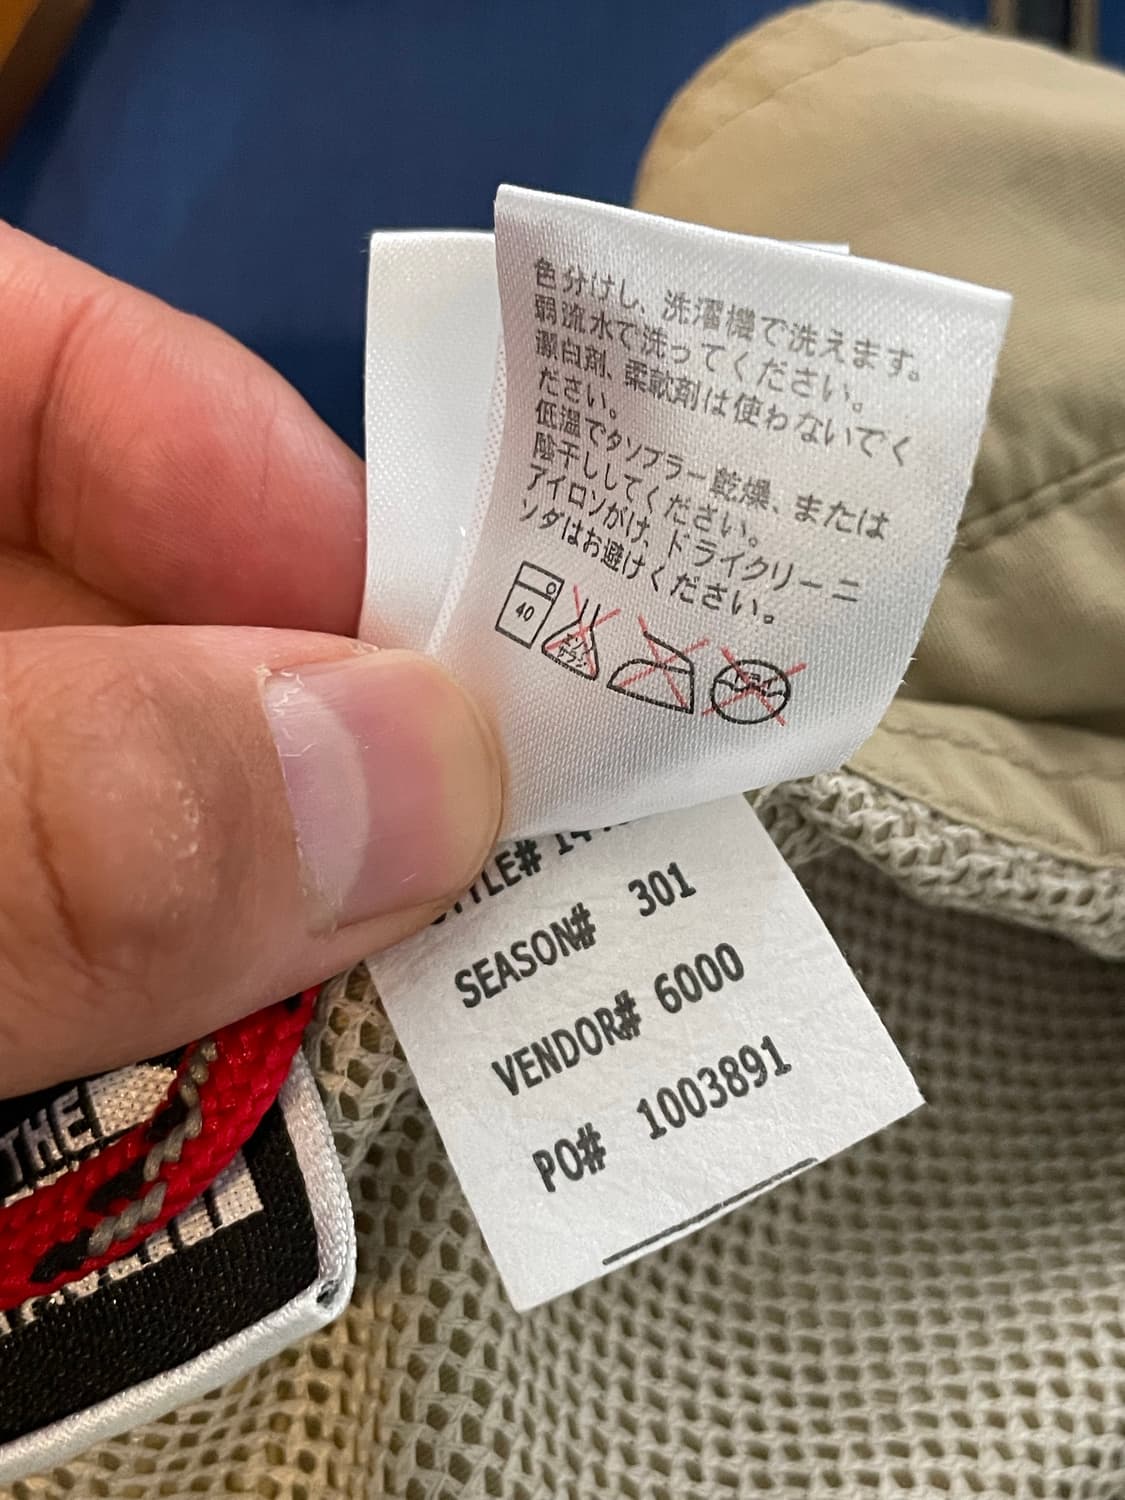 色分けし、洗濯機で洗えます。
弱流水で洗ってください。
漂白剤、柔軟剤は使わないでく
ださい。
低温でタソブラー乾燥、または
陰干ししてください。
アイロンがけ、ドライクリーニ
ソダはお避けください。
40
SEASON# 301
VENDOR# 6000
PO# 1003891
THE